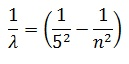 1/λ = (1/5² − 1/n²)